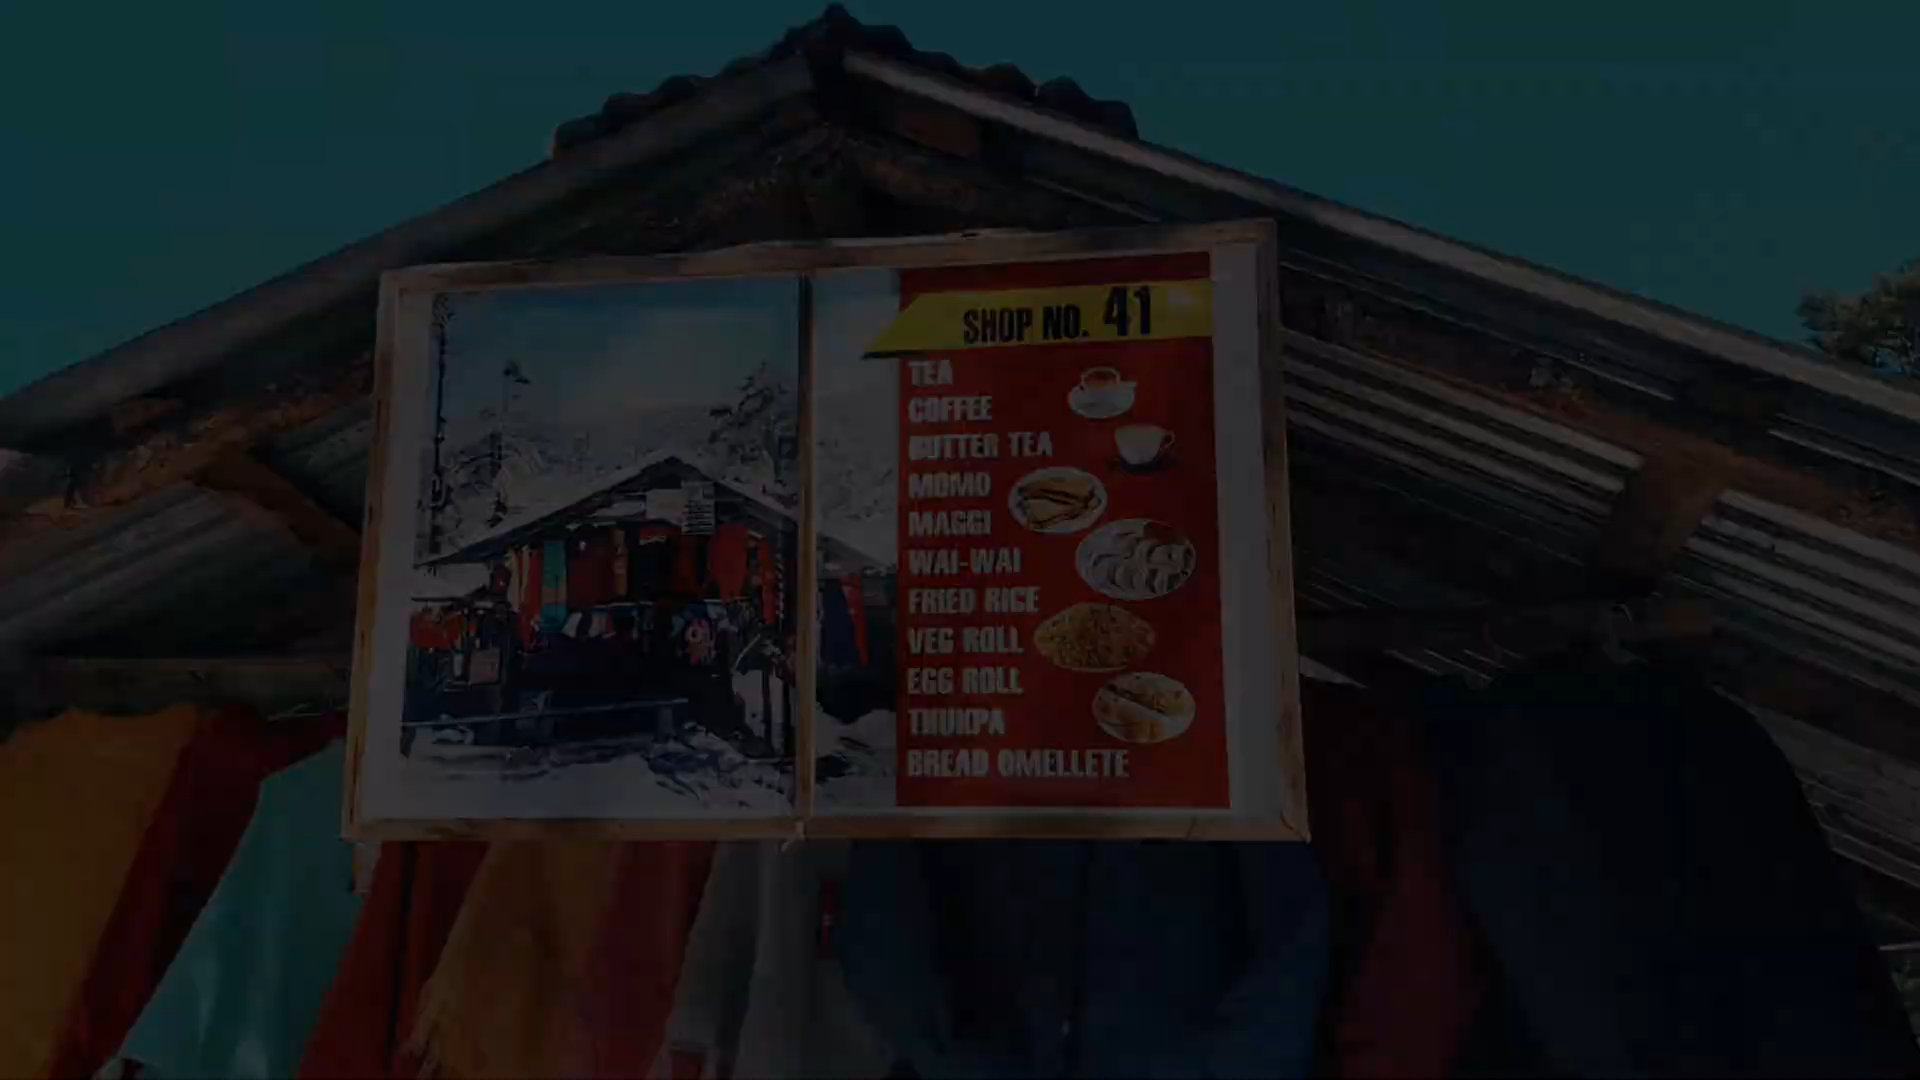 SHOP NO. 41
TEA
COFFEE
BUTTER TEA
MOMO
MAGGI
WAI-WAI
FRIED RICE
VEG ROLL
EGG ROLL
THUKPA
BREAD OMELLETE